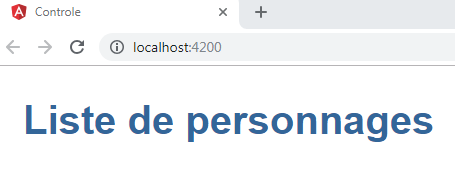 Controle
localhost:4200
Liste de personnages